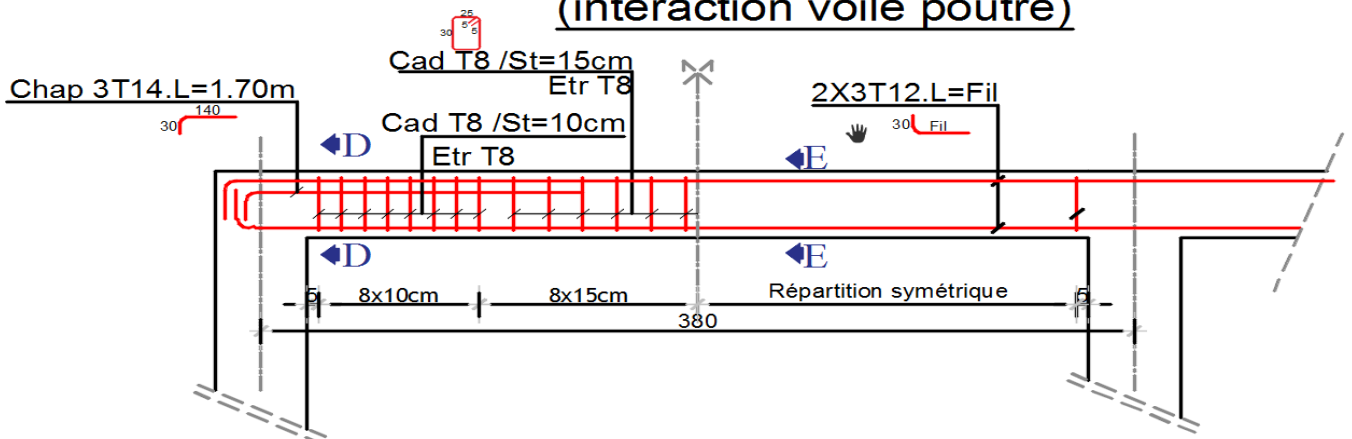 (interaction voile poutre)
25
5
30
5
Cad T8 /St=15cm
Etr T8
Chap 3T14.L=1.70m
140
30
2X3T12.L=Fil
30
Fil
Cad T8 /St=10cm
Etr T8
D
E
D
E
5
8x10cm
8x15cm
Répartition symétrique
5
380